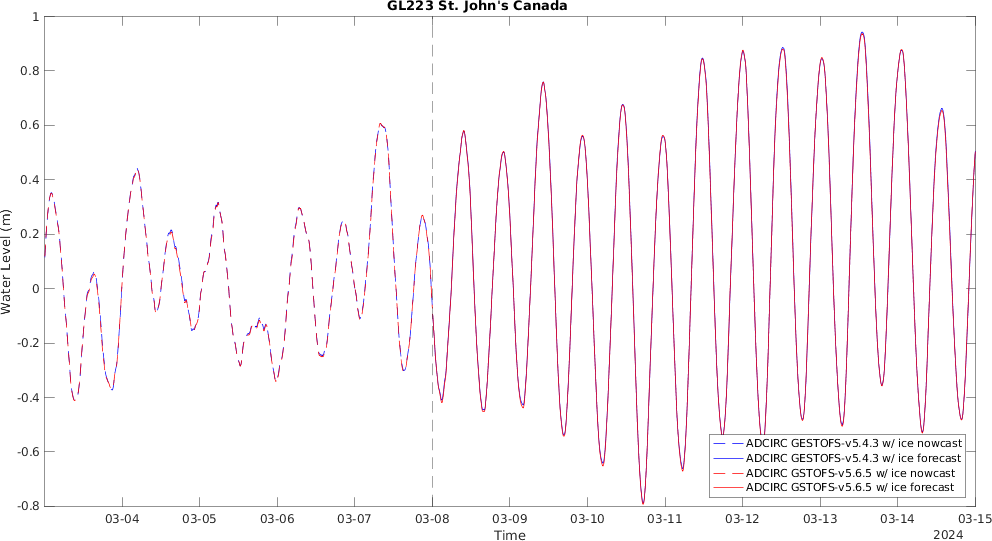 GL223 St. John's Canada
Water Level (m)
1
0.8
0.6
0.4
0.2
0
-0.2
-0.4
-0.6
-0.8
ADCIRC GESTOFS-v5.4.3 w/ ice nowcast
ADCIRC GESTOFS-v5.4.3 w/ ice forecast
ADCIRC GSTOFS-v5.6.5 w/ ice nowcast
ADCIRC GSTOFS-v5.6.5 w/ ice forecast
03-04 03-05 03-06 03-07 03-08 03-09 03-10 03-11 03-12 03-13 03-14 03-15
Time
2024